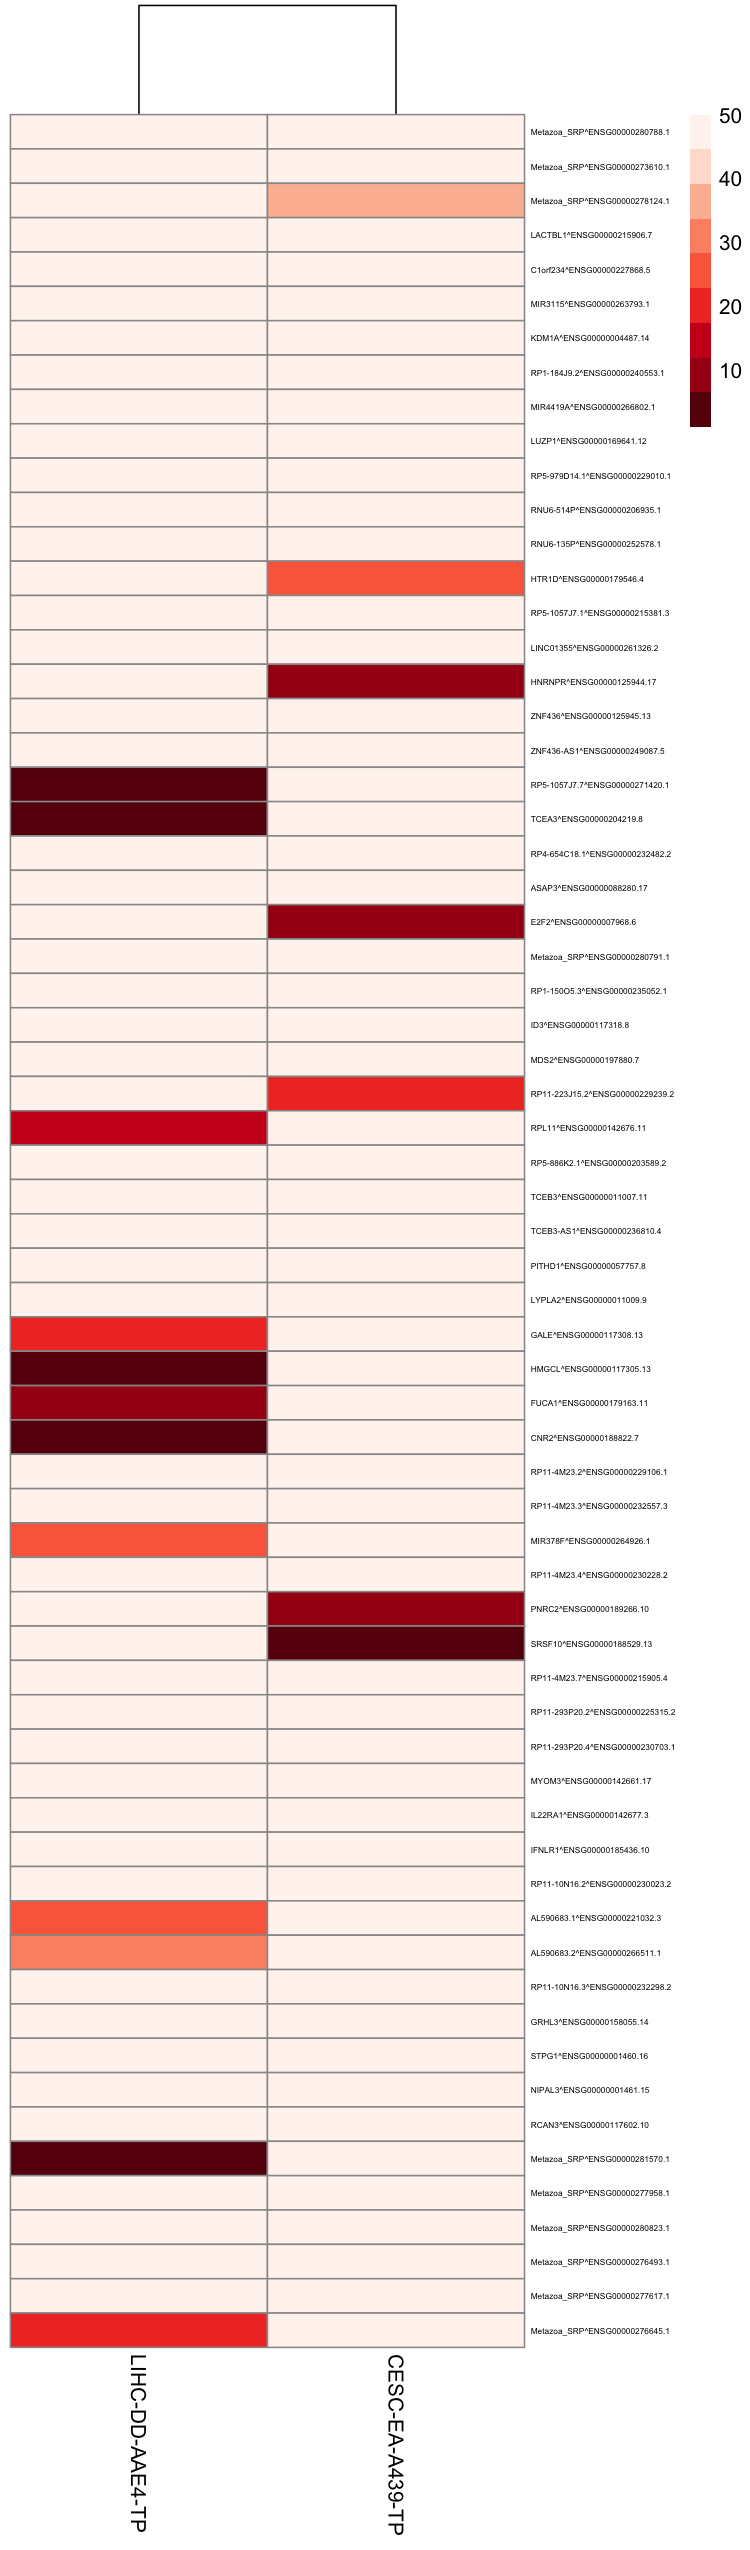 Metazoa_SRP^ENSG00000280788.1
Metazoa_SRP^ENSG00000273610.1
Metazoa_SRP^ENSG00000278124.1
LACTBL1^ENSG00000215906.7
C1orf234^ENSG00000227868.5
MIR3115^ENSG00000263793.1
KDM1A^ENSG00000004487.14
RP1-184J9.2^ENSG00000240553.1
MIR4419A^ENSG00000266802.1
LUZP1^ENSG00000169641.12
RP5-979D14.1^ENSG00000229010.1
RNU6-514P^ENSG00000206935.1
RNU6-135P^ENSG00000252578.1
HTR1D^ENSG00000179546.4
RP5-1057J7.1^ENSG00000215381.3
LINC01355^ENSG00000261326.2
HNRNPR^ENSG00000125944.17
ZNF436^ENSG00000125945.13
ZNF436-AS1^ENSG00000249087.5
RP5-1057J7.7^ENSG00000271420.1
TCEA3^ENSG00000204219.8
RP4-654C18.1^ENSG00000232482.2
ASAP3^ENSG00000088280.17
E2F2^ENSG00000007968.6
Metazoa_SRP^ENSG00000280791.1
RP1-150O5.3^ENSG00000235052.1
ID3^ENSG00000117318.8
MDS2^ENSG00000197880.7
RP11-223J15.2^ENSG00000229239.2
RPL11^ENSG00000142676.11
RP5-886K2.1^ENSG00000203589.2
TCEB3^ENSG00000011007.11
TCEB3-AS1^ENSG00000236810.4
PITHD1^ENSG00000057757.8
LYPLA2^ENSG00000011009.9
GALE^ENSG00000117308.13
HMGCL^ENSG00000117305.13
FUCA1^ENSG00000179163.11
CNR2^ENSG00000188822.7
RP11-4M23.2^ENSG00000229106.1
RP11-4M23.3^ENSG00000232557.3
MIR378F^ENSG00000264926.1
RP11-4M23.4^ENSG00000230228.2
PNRC2^ENSG00000189266.10
SRSF10^ENSG00000188529.13
RP11-4M23.7^ENSG00000215905.4
RP11-293P20.2^ENSG00000225315.2
RP11-293P20.4^ENSG00000230703.1
MYOM3^ENSG00000142661.17
IL22RA1^ENSG00000142677.3
IFNLR1^ENSG00000185436.10
RP11-10N16.2^ENSG00000230023.2
AL590683.1^ENSG00000221032.3
AL590683.2^ENSG00000266511.1
RP11-10N16.3^ENSG00000232298.2
GRHL3^ENSG00000158055.14
STPG1^ENSG00000001460.16
NIPAL3^ENSG00000001461.15
RCAN3^ENSG00000117602.10
Metazoa_SRP^ENSG00000281570.1
Metazoa_SRP^ENSG00000277958.1
Metazoa_SRP^ENSG00000280823.1
Metazoa_SRP^ENSG00000276493.1
Metazoa_SRP^ENSG00000277617.1
Metazoa_SRP^ENSG00000276645.1
50
40
30
20
10
LIHC-DD-AAE4-TP
CESC-EA-A439-TP